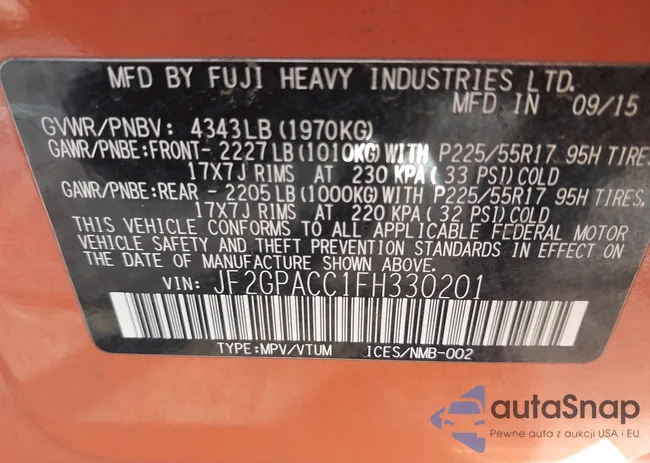 MFD BY FUJI HEAVY INDUSTRIES LTD.
MFD IN 09/15
GVWR/PNBV: 4343LB (1970KG)
GAWR/PNBE:FRONT- 2227LB (1010KG) WITH P225/55R17 95H TIRES
17X7J RIMS AT 230 KPA( 33 PSI) COLD
GAWR/PNBE:REAR - 2205LB (1000KG) WITH P225/55R17 95H TIRES,
17X7J RIMS AT 220 KPA( 32 PSI) COLD
THIS VEHICLE CONFORMS TO ALL APPLICABLE FEDERAL MOTOR
VEHICLE SAFETY AND THEFT PREVENTION STANDARDS IN EFFECT ON
THE DATE OF MANUFACTURE SHOWN ABOVE.
VIN: JF2GPACC1FH330201
TYPE:MPV/VTUM ICES/NMB-002
autaSnap
Pewne auta z aukcji USA i EU